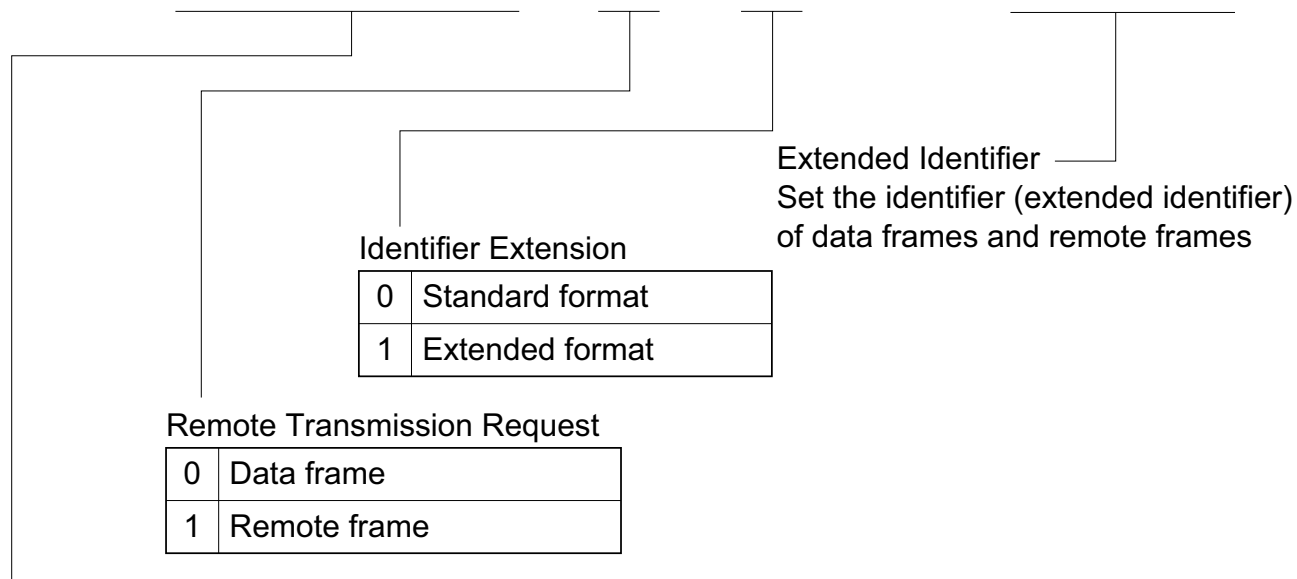 Extended Identifier
Set the identifier (extended identifier)
of data frames and remote frames
Identifier Extension
0 Standard format
1 Extended format
Remote Transmission Request
0 Data frame
1 Remote frame